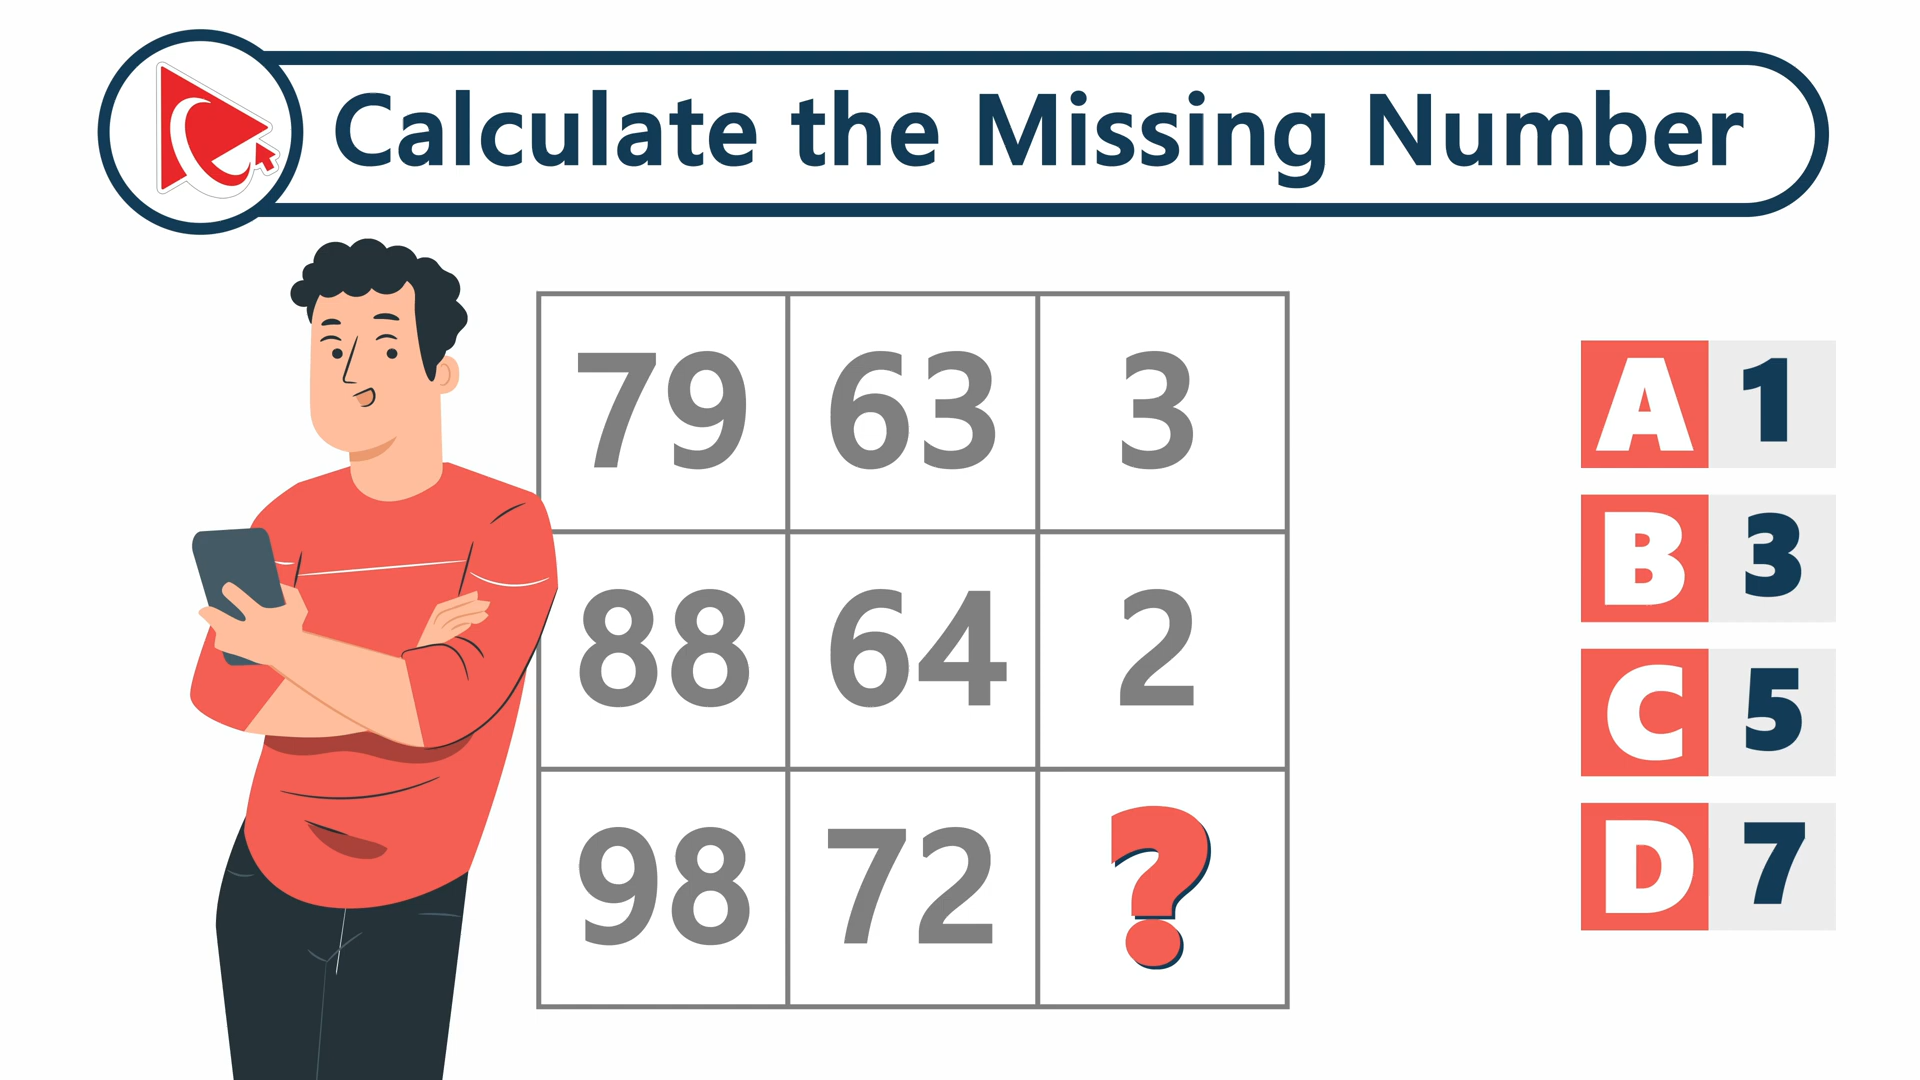 Calculate the Missing Number
79 63 3
88 64 2
98 72 ?
A 1
B 3
C 5
D 7